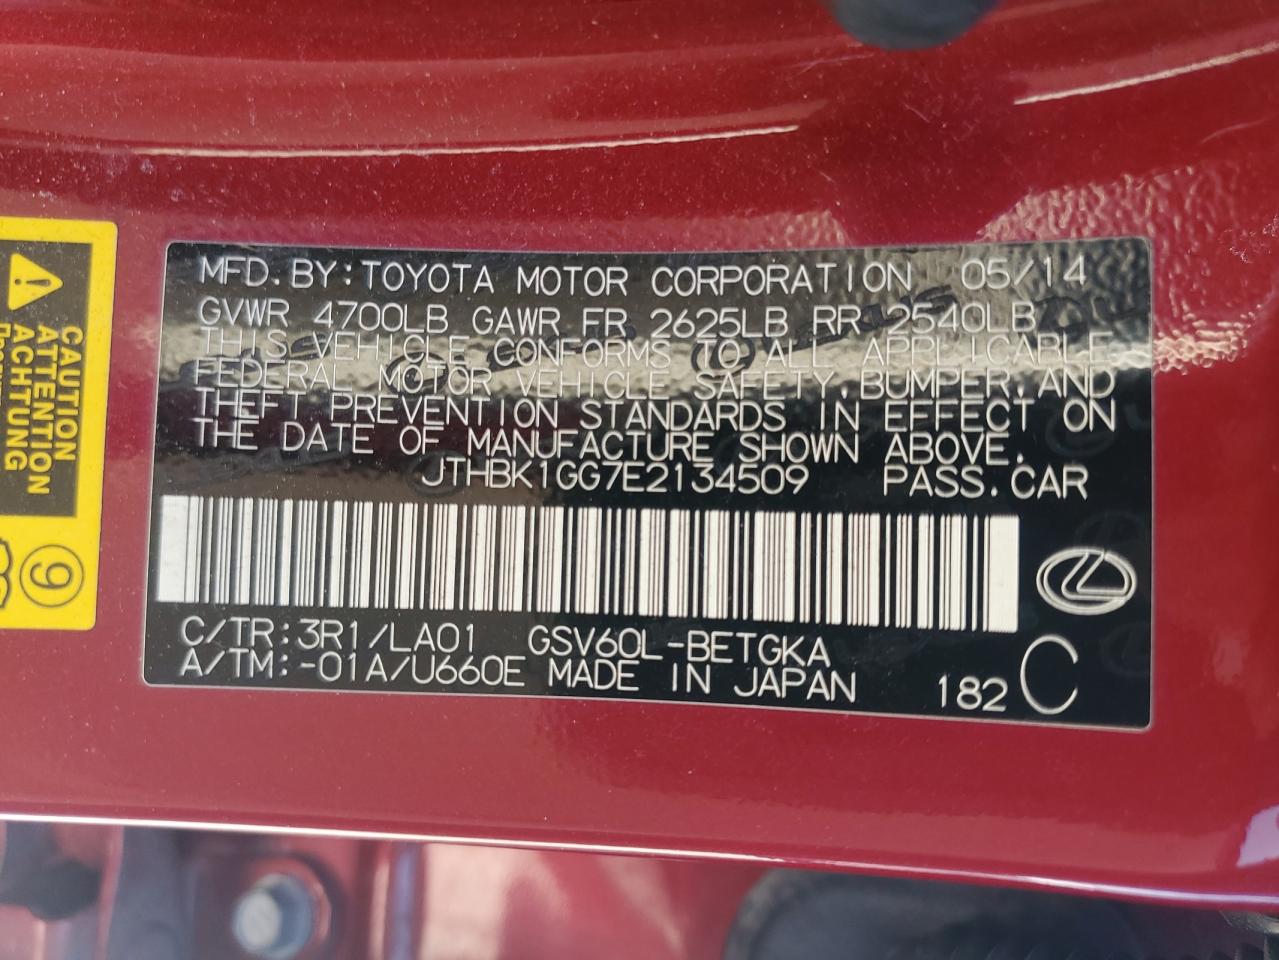 MFD.BY:TOYOTA MOTOR CORPORATION 05/14
GVWR 4700LB GAWR FR 2625LB RR 2540LB
THIS VEHICLE CONFORMS TO ALL APPLICABLE
FEDERAL MOTOR VEHICLE SAFETY,BUMPER,AND
THEFT PREVENTION STANDARDS IN EFFECT ON
THE DATE OF MANUFACTURE SHOWN ABOVE.
JTHBK1GG7E2134509 PASS.CAR
C/TR:3R1/LA01 GSV60L-BETGKA
A/TM:-01A/U660E MADE IN JAPAN 182 C
CAUTION
ATTENTION
ACHTUNG
9